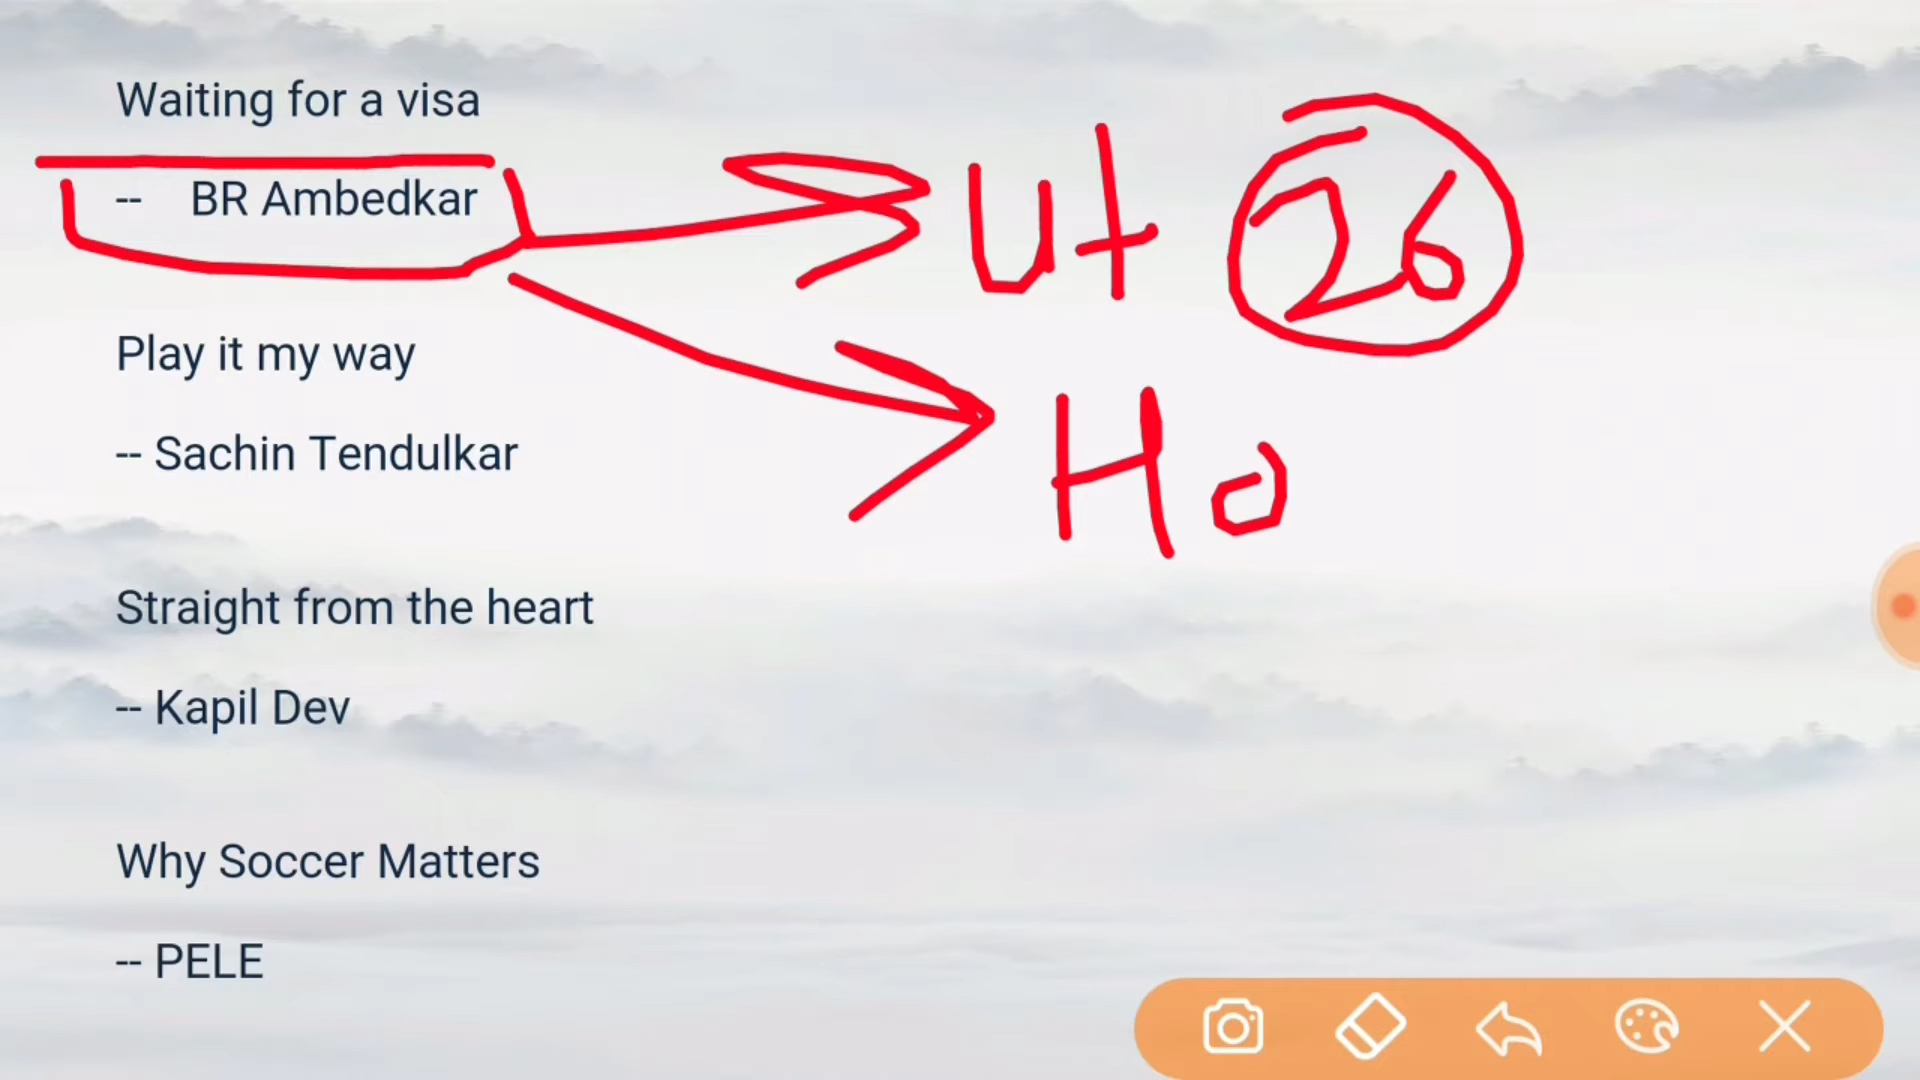 Waiting for a visa
-- BR Ambedkar
Ut 26
Play it my way
Ho
-- Sachin Tendulkar
Straight from the heart
-- Kapil Dev
Why Soccer Matters
-- PELE